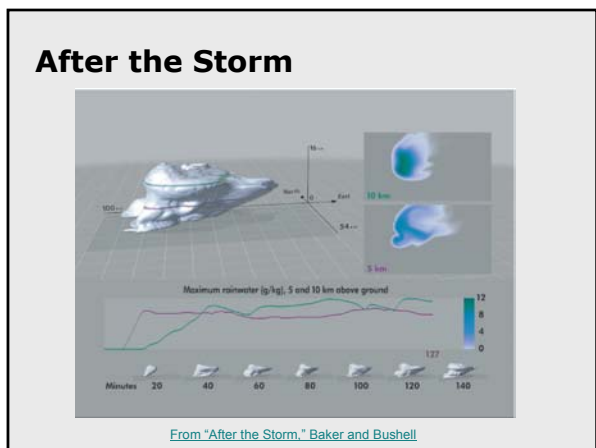 After the Storm
16 km
North
East
0
100 km
54 km
10 km
5 km
Maximum rainwater (g/kg), 5 and 10 km above ground
12
8
4
0
127
Minutes 20 40 60 80 100 120 140
From "After the Storm," Baker and Bushell